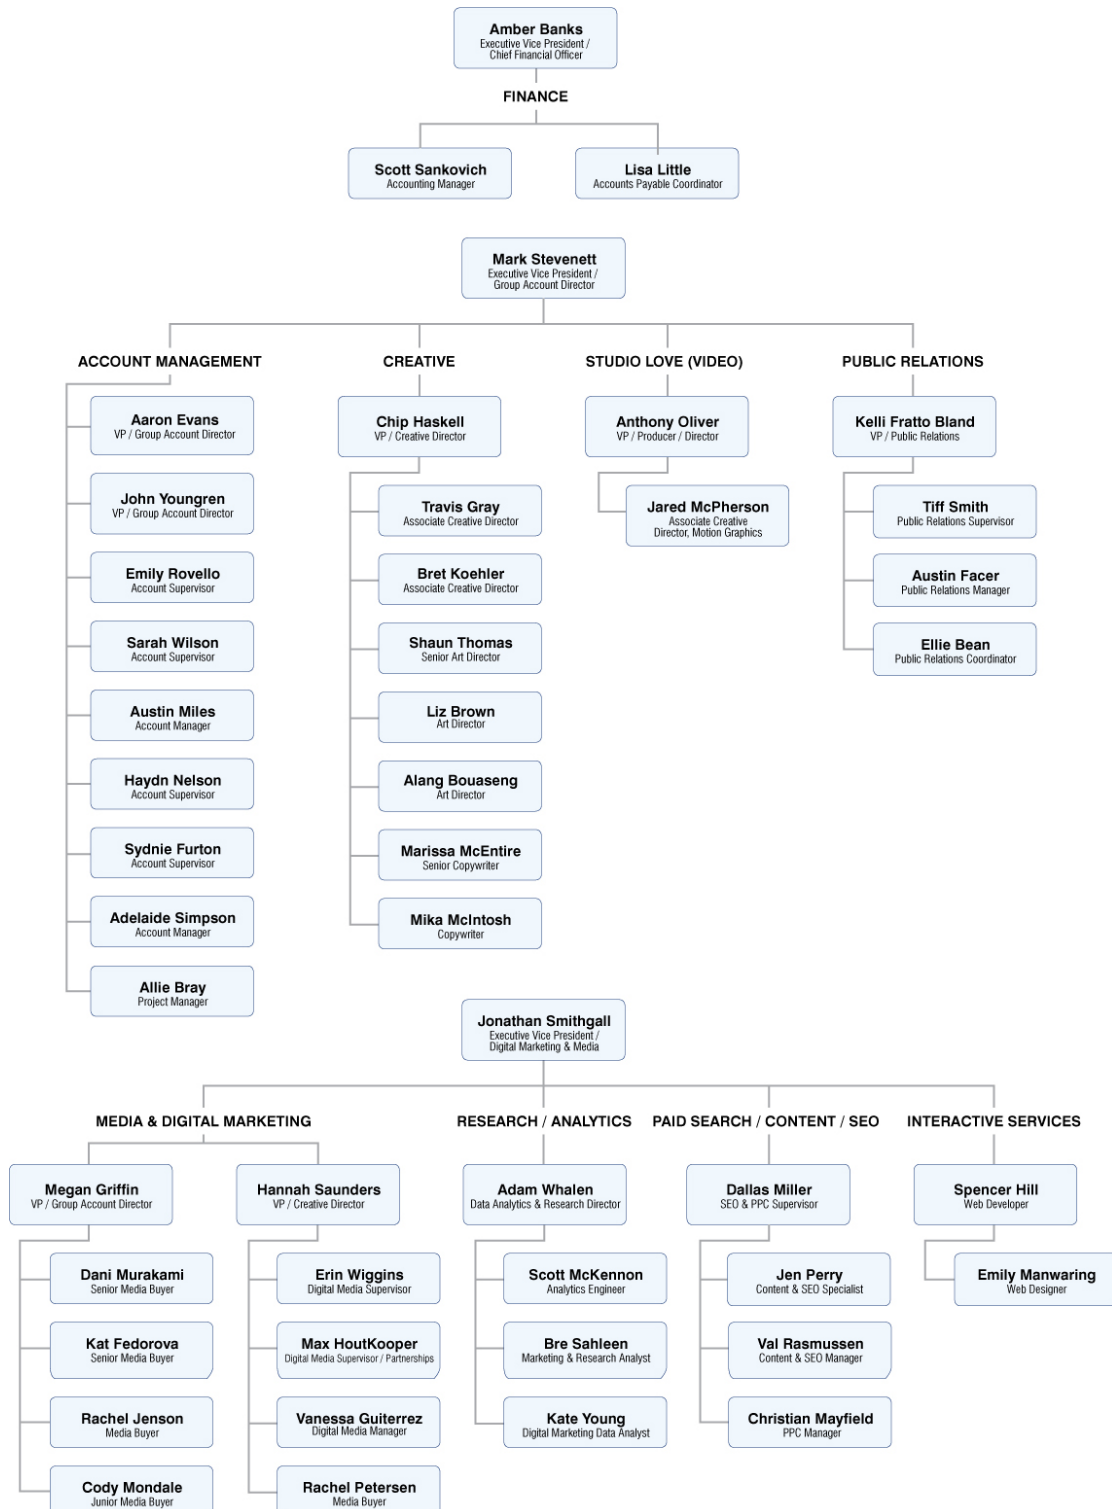 Amber Banks
Executive Vice President /
Chief Financial Officer
FINANCE
Scott Sankovich
Accounting Manager
Lisa Little
Accounts Payable Coordinator
Mark Stevenett
Executive Vice President /
Group Account Director
ACCOUNT MANAGEMENT
Aaron Evans
VP / Group Account Director
John Youngren
VP / Group Account Director
Emily Rovello
Account Supervisor
Sarah Wilson
Account Supervisor
Austin Miles
Account Manager
Haydn Nelson
Account Supervisor
Sydnie Furton
Account Supervisor
Adelaide Simpson
Account Manager
Allie Bray
Project Manager
CREATIVE
Chip Haskell
VP / Creative Director
Travis Gray
Associate Creative Director
Bret Koehler
Associate Creative Director
Shaun Thomas
Senior Art Director
Liz Brown
Art Director
Alang Bouaseng
Art Director
Marissa McEntire
Senior Copywriter
Mika McIntosh
Copywriter
STUDIO LOVE (VIDEO)
Anthony Oliver
VP / Producer / Director
Jared McPherson
Associate Creative
Director, Motion Graphics
PUBLIC RELATIONS
Kelli Fratto Bland
VP / Public Relations
Tiff Smith
Public Relations Supervisor
Austin Facer
Public Relations Manager
Ellie Bean
Public Relations Coordinator
Jonathan Smithgall
Executive Vice President /
Digital Marketing & Media
MEDIA & DIGITAL MARKETING
Megan Griffin
VP / Group Account Director
Dani Murakami
Senior Media Buyer
Kat Fedorova
Senior Media Buyer
Rachel Jenson
Media Buyer
Cody Mondale
Junior Media Buyer
Hannah Saunders
VP / Creative Director
Erin Wiggins
Digital Media Supervisor
Max HoutKooper
Digital Media Supervisor / Partnerships
Vanessa Guiterrez
Digital Media Manager
Rachel Petersen
Media Buyer
RESEARCH / ANALYTICS
Adam Whalen
Data Analytics & Research Director
Scott McKennon
Analytics Engineer
Bre Sahleen
Marketing & Research Analyst
Kate Young
Digital Marketing Data Analyst
PAID SEARCH / CONTENT / SEO
Dallas Miller
SEO & PPC Supervisor
Jen Perry
Content & SEO Specialist
Val Rasmussen
Content & SEO Manager
Christian Mayfield
PPC Manager
INTERACTIVE SERVICES
Spencer Hill
Web Developer
Emily Manwaring
Web Designer